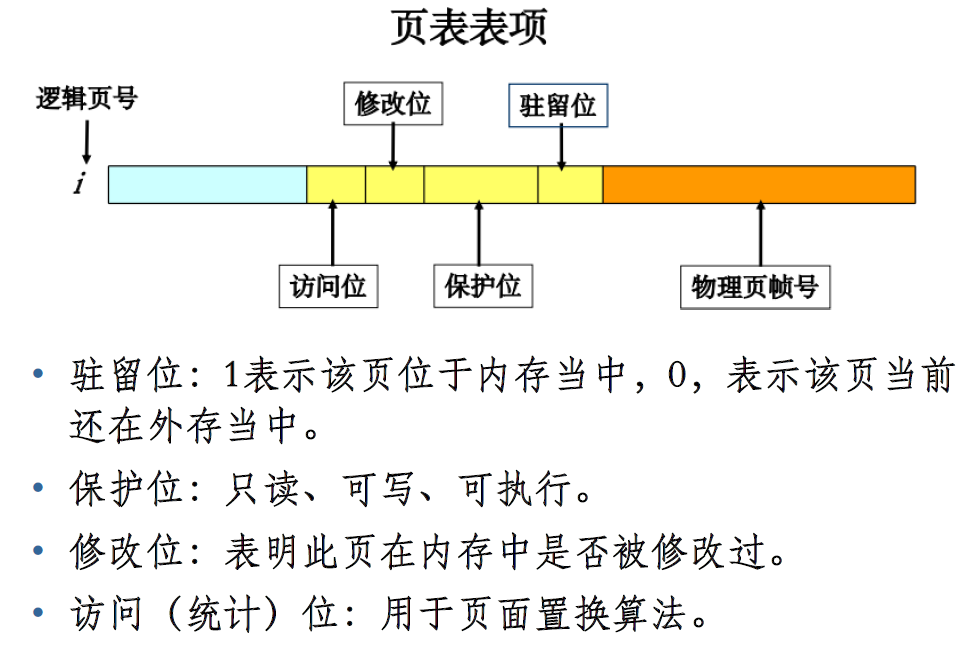 页表表项
逻辑页号
修改位
驻留位
i
访问位
保护位
物理页帧号
• 驻留位：1表示该页位于内存当中，0，表示该页当前
还在外存当中。
• 保护位：只读、可写、可执行。
• 修改位：表明此页在内存中是否被修改过。
• 访问（统计）位：用于页面置换算法。